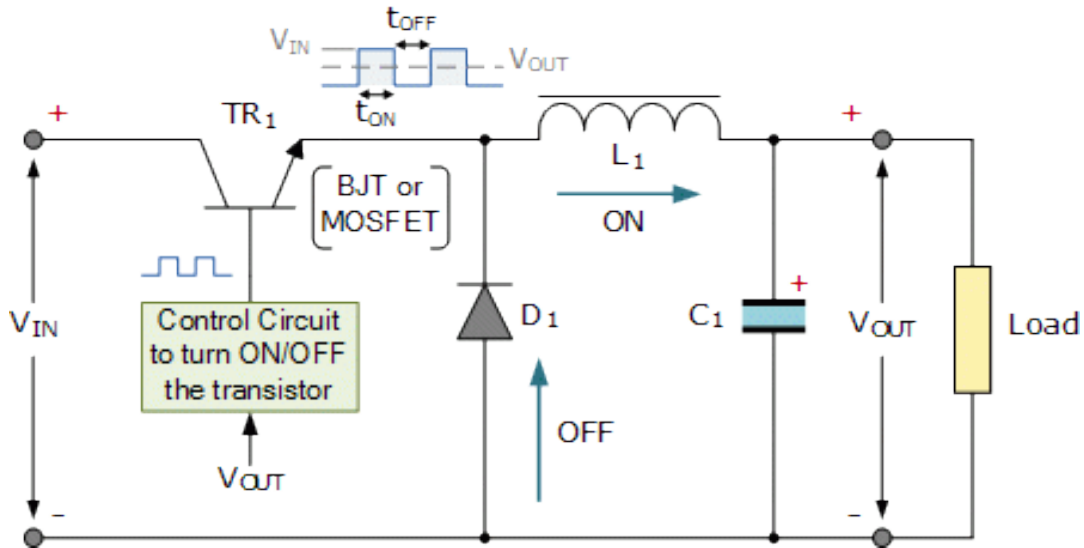 tOFF
VIN
VOUT
tON
+
TR1
BJT or
MOSFET
L1
ON
+
+
VIN
Control Circuit
to turn ON/OFF
the transistor
D1
C1
VOUT
Load
OFF
VOUT
-
-